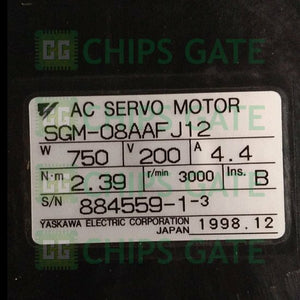 CHIPS GATE
AC SERVO MOTOR
SGM-08AAFJ12
W 750 V 200 A 4.4
N·m 2.39 r/min 3000 Ins. B
S/N 884559-1-3
YASKAWA ELECTRIC CORPORATION
JAPAN 1998.12
CHIPS GATE